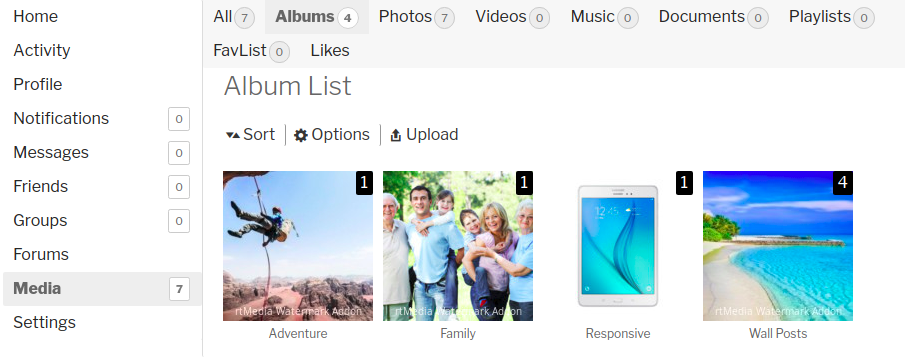 Home
Activity
Profile
Notifications 0
Messages 0
Friends 0
Groups 0
Forums
Media 7
Settings
All 7 Albums 4 Photos 7 Videos 0 Music 0 Documents 0 Playlists 0
FavList 0 Likes
Album List
Sort Options Upload
1 1 1 4
12:15
rtMedia Watermark Addon rtMedia Watermark Addon rtMedia Watermark Addon
Adventure Family Responsive Wall Posts